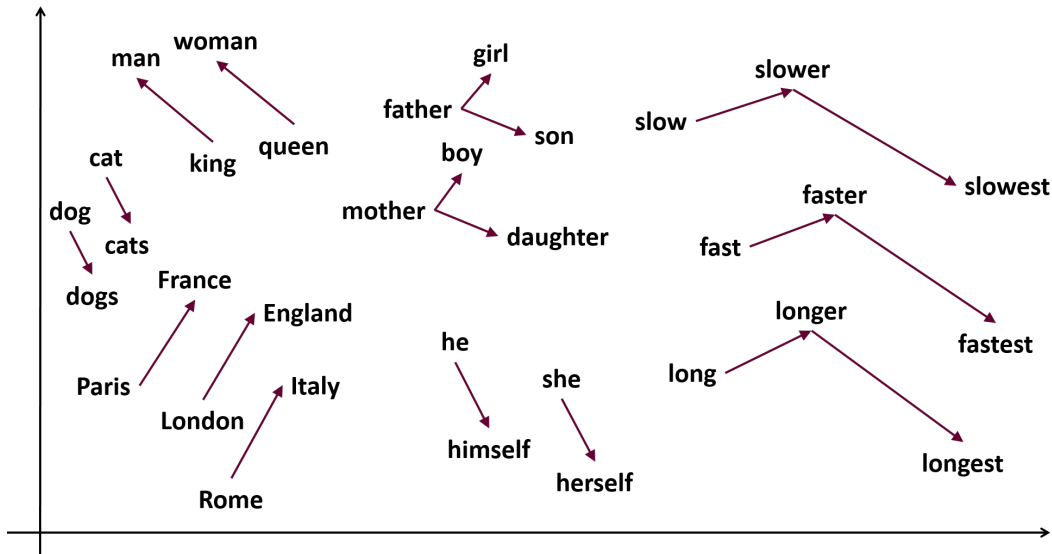 man
woman
king
queen
cat
dog
cats
dogs
France
England
Paris
London
Italy
Rome
girl
father
son
boy
mother
daughter
he
she
himself
herself
slower
slow
slowest
faster
fast
fastest
longer
long
longest